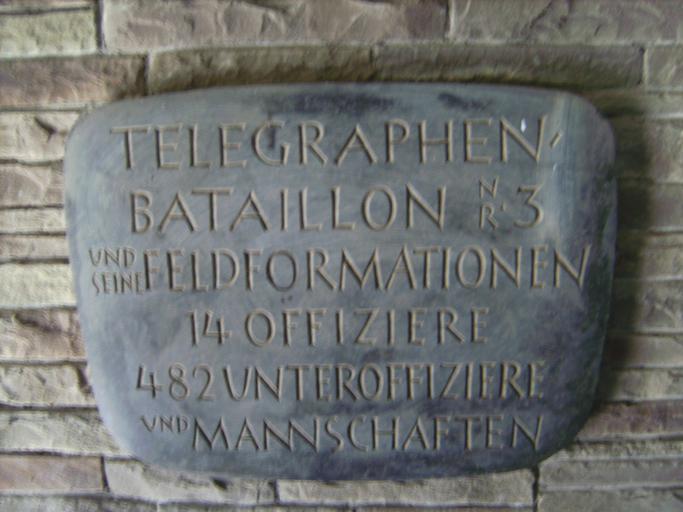 TELEGRAPHEN-
BATAILLON NR. 3
UND SEINE FELDFORMATIONEN
14 OFFIZIERE
482 UNTEROFFIZIERE
UND MANNSCHAFTEN